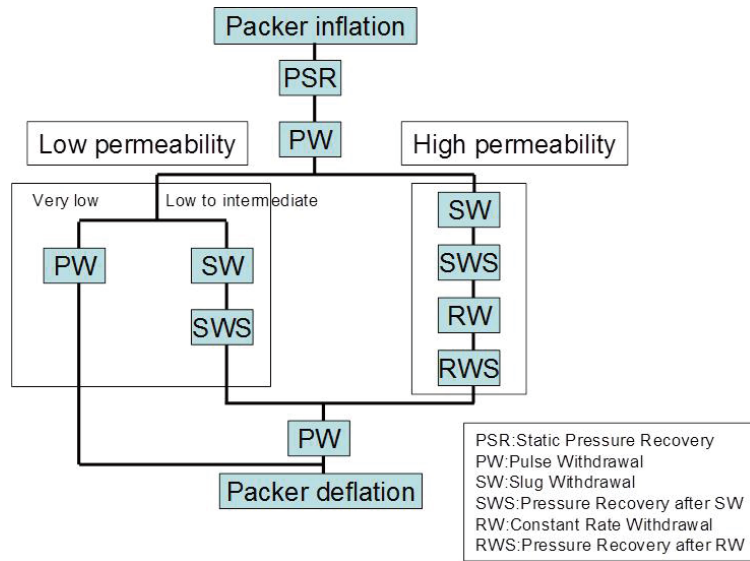 Packer inflation
PSR
Low permeability
PW
High permeability
Very low
Low to intermediate
SW
PW
SW
SWS
SWS
RW
RWS
PW
Packer deflation
PSR:Static Pressure Recovery
PW:Pulse Withdrawal
SW:Slug Withdrawal
SWS:Pressure Recovery after SW
RW:Constant Rate Withdrawal
RWS:Pressure Recovery after RW